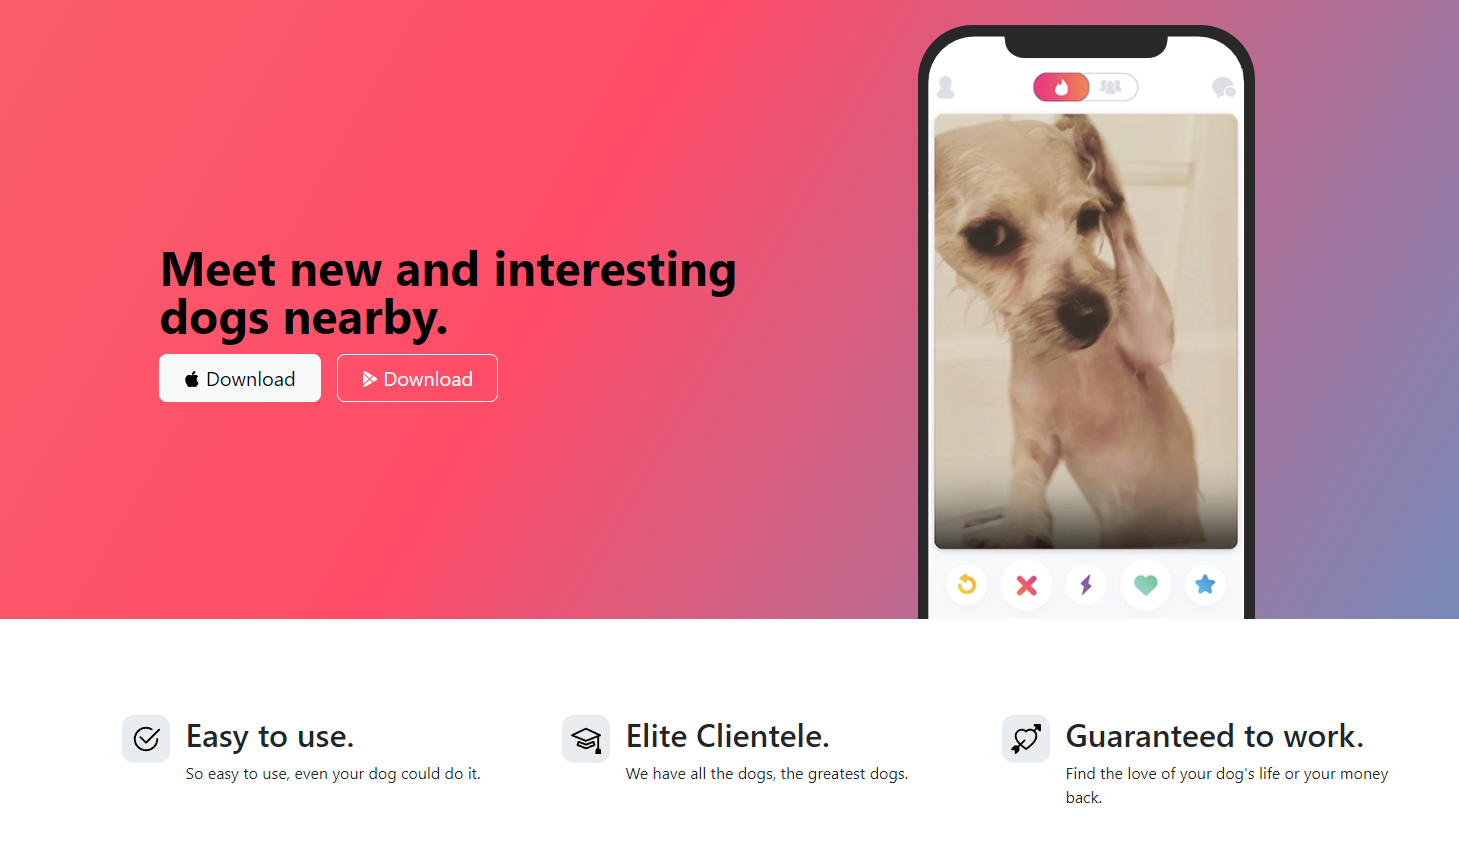 Meet new and interesting
dogs nearby.
Download
Download
Easy to use.
So easy to use, even your dog could do it.
Elite Clientele.
We have all the dogs, the greatest dogs.
Guaranteed to work.
Find the love of your dog's life or your money
back.